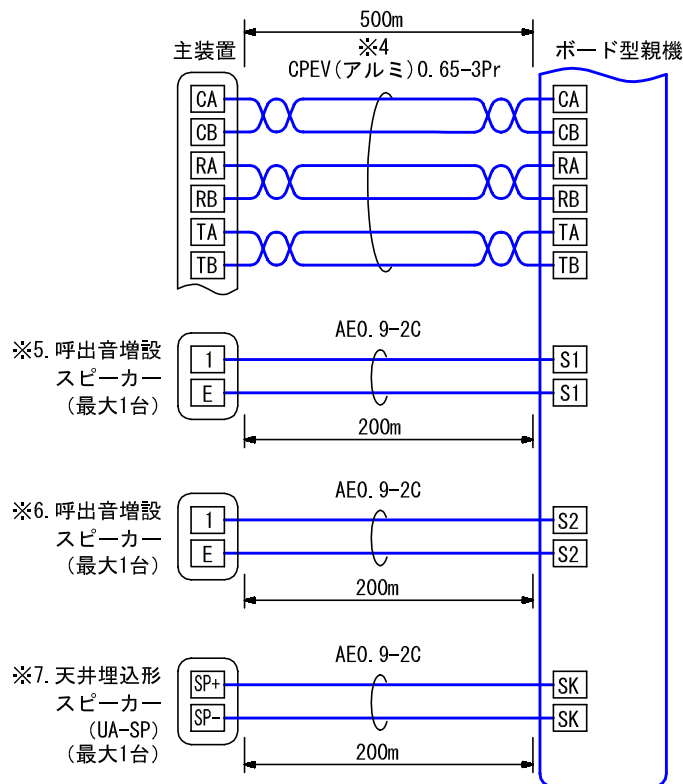 500m
主装置
※4
ボード型親機
CPEV(アルミ)0.65-3Pr
CA
CA
CB
CB
RA
RA
RB
RB
TA
TA
TB
TB
※5. 呼出音増設
スピーカー
(最大1台)
AE0.9-2C
1
S1
E
S1
200m
※6. 呼出音増設
スピーカー
(最大1台)
AE0.9-2C
1
S2
E
S2
200m
※7. 天井埋込形
スピーカー
(UA-SP)
(最大1台)
AE0.9-2C
SP+
SK
SP-
SK
200m